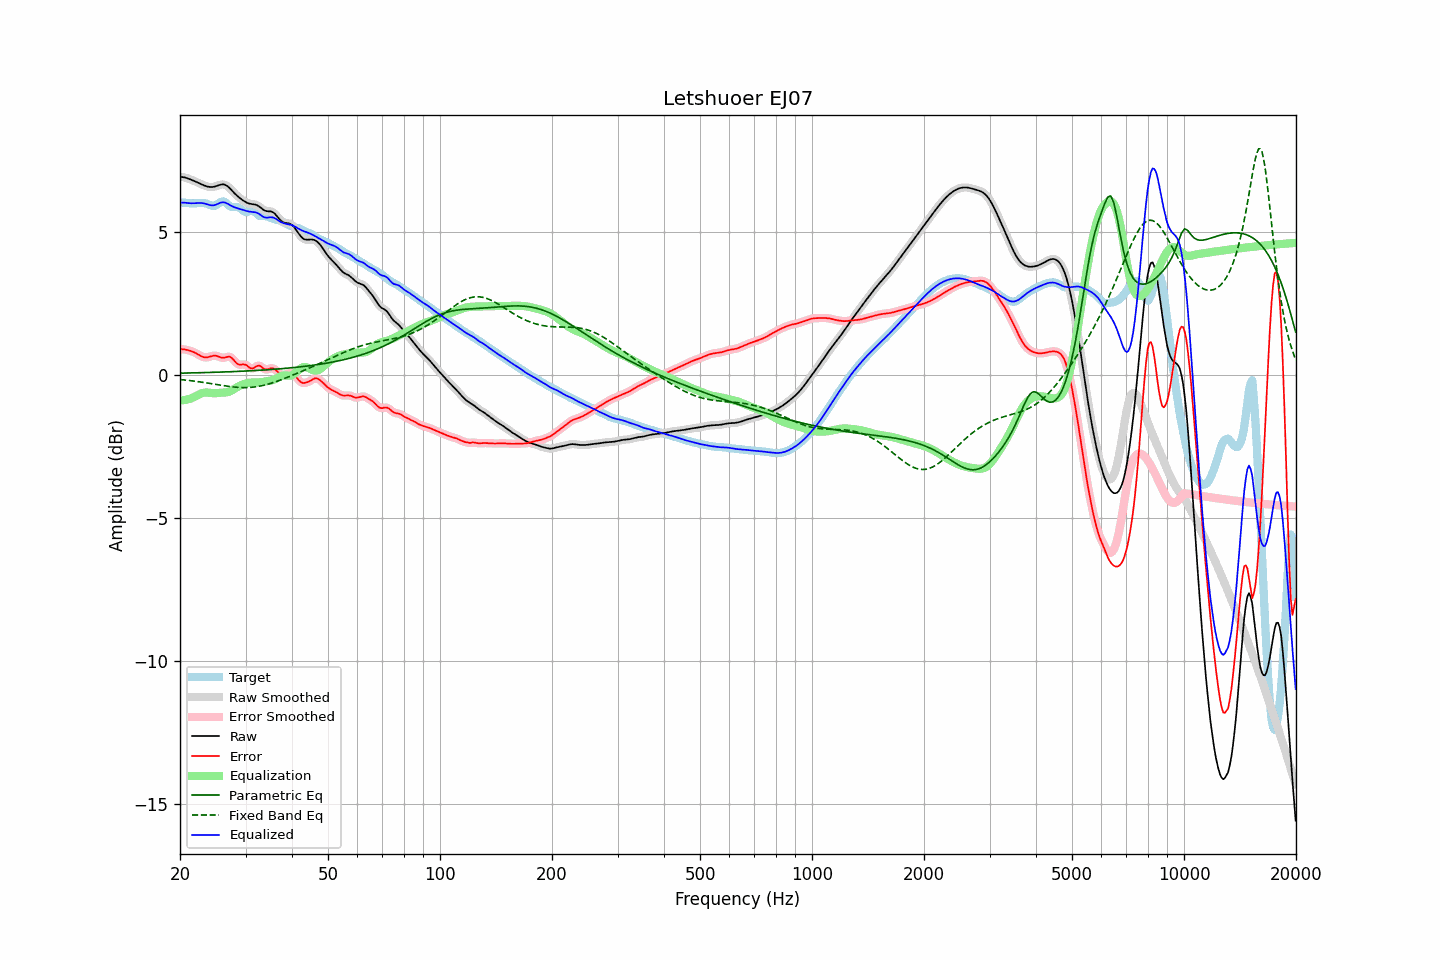 Letshuoer EJ07
Amplitude (dBr)
5
0
−5
−10
−15
Target
Raw Smoothed
Error Smoothed
Raw
Error
Equalization
Parametric Eq
Fixed Band Eq
Equalized
20 50 100 200 500 1000 2000 5000 10000 20000
Frequency (Hz)